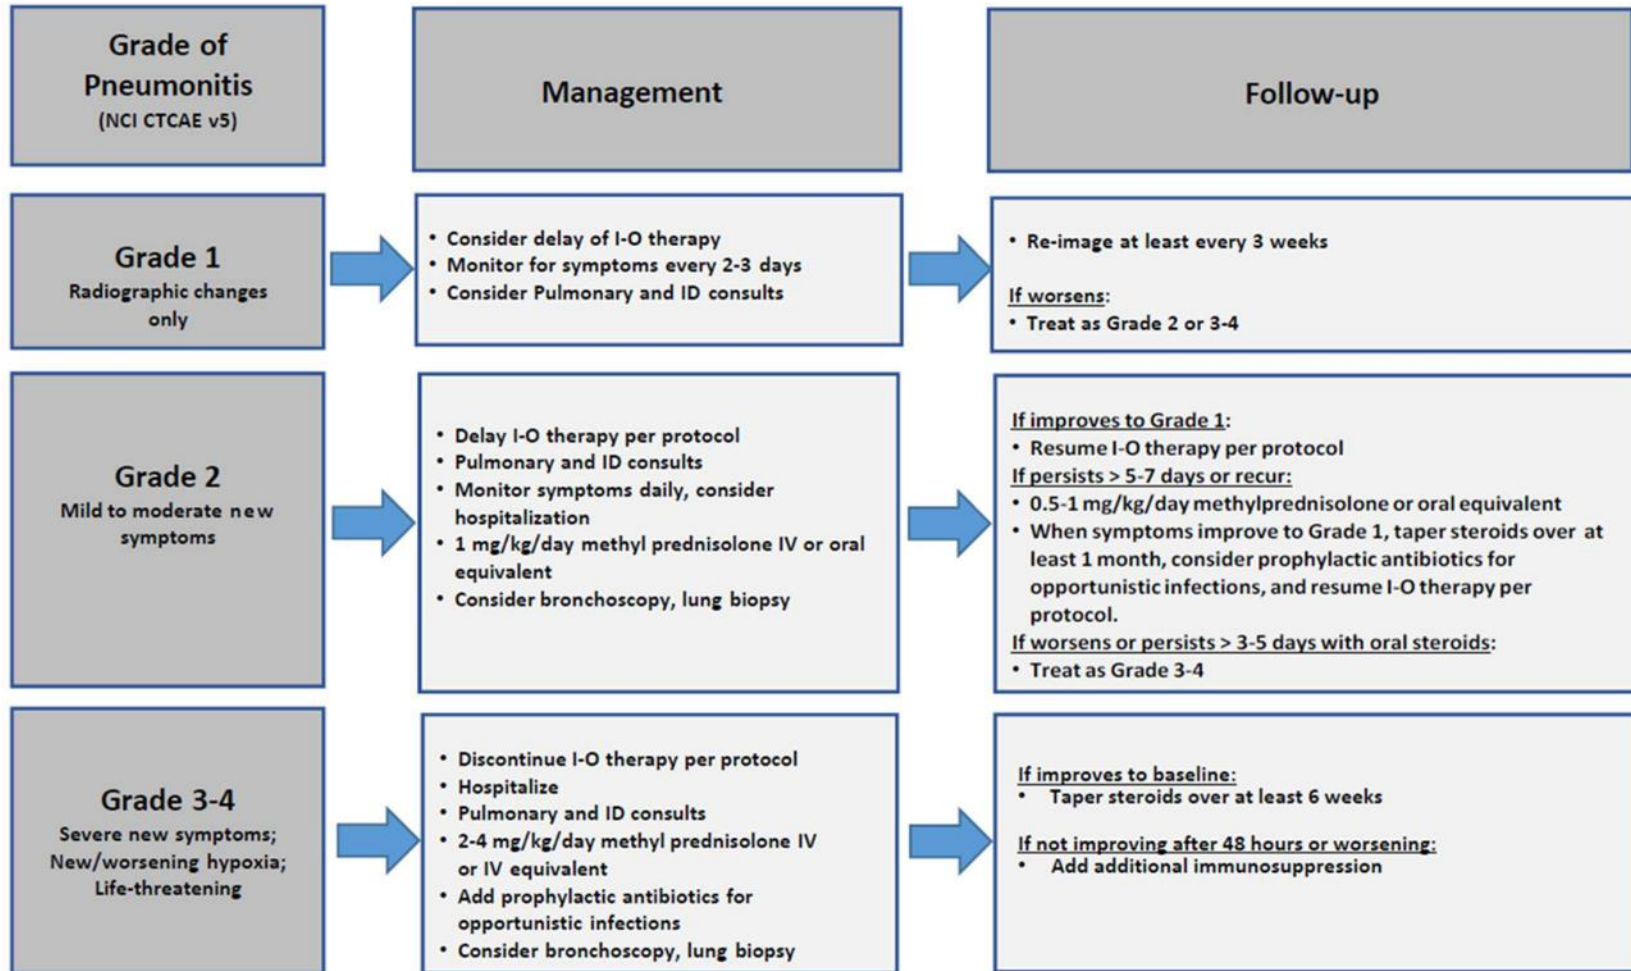 Grade of
Pneumonitis
(NCI CTCAE v5)
Management
Follow-up
Grade 1
Radiographic changes
only
• Consider delay of I-O therapy
• Monitor for symptoms every 2-3 days
• Consider Pulmonary and ID consults
• Re-image at least every 3 weeks
If worsens:
• Treat as Grade 2 or 3-4
Grade 2
Mild to moderate new
symptoms
• Delay I-O therapy per protocol
• Pulmonary and ID consults
• Monitor symptoms daily, consider
hospitalization
• 1 mg/kg/day methyl prednisolone IV or oral
equivalent
• Consider bronchoscopy, lung biopsy
If improves to Grade 1:
• Resume I-O therapy per protocol
If persists > 5-7 days or recur:
• 0.5-1 mg/kg/day methylprednisolone or oral equivalent
• When symptoms improve to Grade 1, taper steroids over at
least 1 month, consider prophylactic antibiotics for
opportunistic infections, and resume I-O therapy per
protocol.
If worsens or persists > 3-5 days with oral steroids:
• Treat as Grade 3-4
Grade 3-4
Severe new symptoms;
New/worsening hypoxia;
Life-threatening
• Discontinue I-O therapy per protocol
• Hospitalize
• Pulmonary and ID consults
• 2-4 mg/kg/day methyl prednisolone IV
or IV equivalent
• Add prophylactic antibiotics for
opportunistic infections
• Consider bronchoscopy, lung biopsy
If improves to baseline:
• Taper steroids over at least 6 weeks
If not improving after 48 hours or worsening:
• Add additional immunosuppression